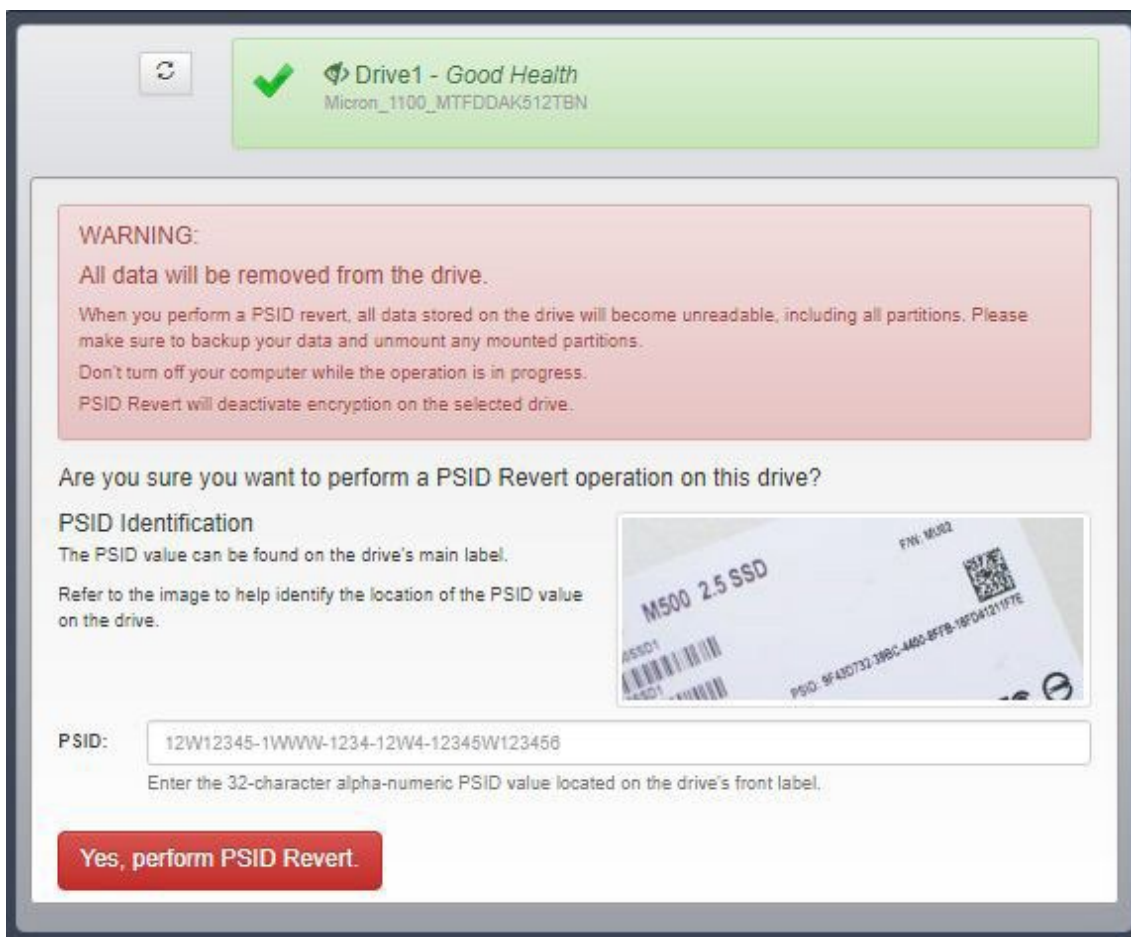 Drive1 - Good Health
Micron_1100_MTFDDAK512TBN
WARNING:
All data will be removed from the drive.
When you perform a PSID revert, all data stored on the drive will become unreadable, including all partitions. Please
make sure to backup your data and unmount any mounted partitions.
Don't turn off your computer while the operation is in progress.
PSID Revert will deactivate encryption on the selected drive.
Are you sure you want to perform a PSID Revert operation on this drive?
PSID Identification
The PSID value can be found on the drive's main label.
Refer to the image to help identify the location of the PSID value
on the drive.
F/W: MU02
M500 2.5 SSD
PSID:
PSID:
12W12345-1WWW-1234-12W4-12345W123456
Enter the 32-character alpha-numeric PSID value located on the drive's front label.
Yes, perform PSID Revert.